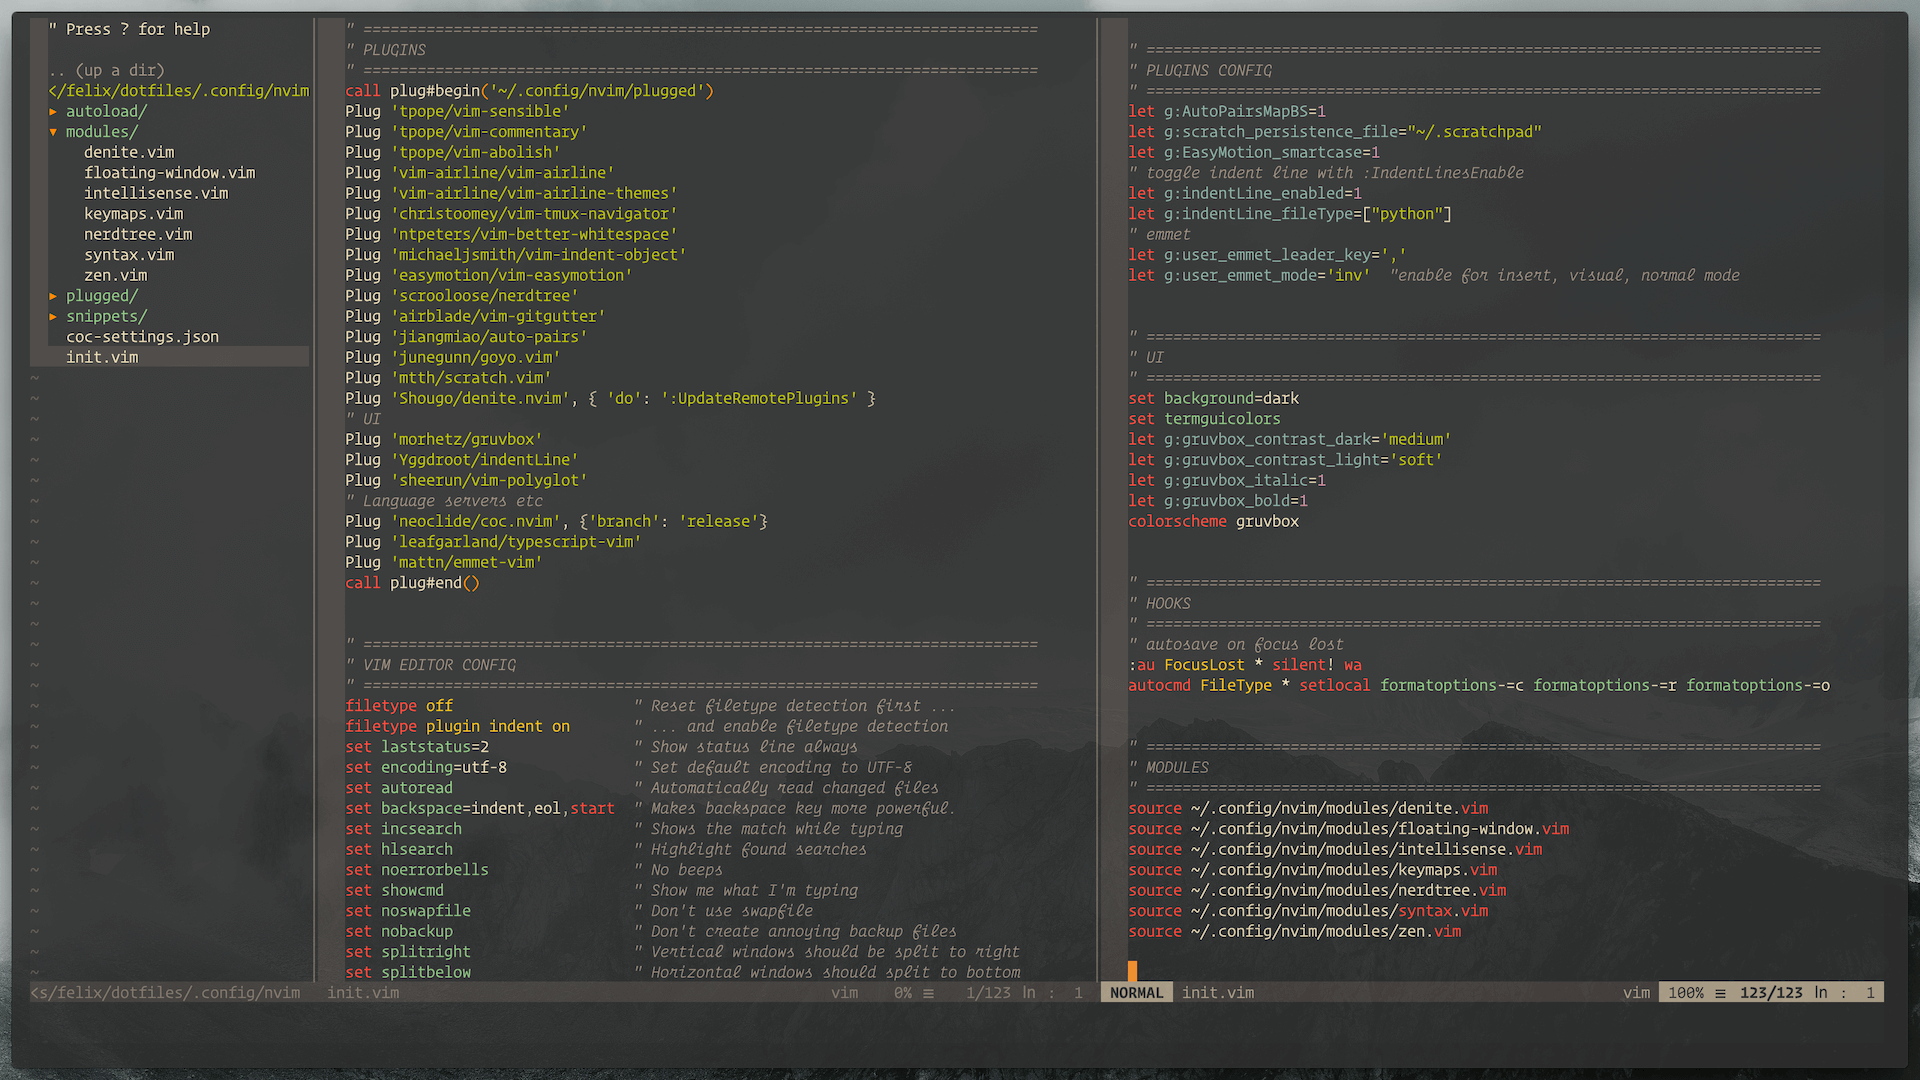 " Press ? for help
.. (up a dir)
</felix/dotfiles/.config/nvim
▸ autoload/
▾ modules/
denite.vim
floating-window.vim
intellisense.vim
keymaps.vim
nerdtree.vim
syntax.vim
zen.vim
▸ plugged/
▸ snippets/
coc-settings.json
init.vim
<s/felix/dotfiles/.config/nvim
" ===========================================================================
" PLUGINS
" ===========================================================================
call plug#begin('~/.config/nvim/plugged')
Plug 'tpope/vim-sensible'
Plug 'tpope/vim-commentary'
Plug 'tpope/vim-abolish'
Plug 'vim-airline/vim-airline'
Plug 'vim-airline/vim-airline-themes'
Plug 'christoomey/vim-tmux-navigator'
Plug 'ntpeters/vim-better-whitespace'
Plug 'michaeljsmith/vim-indent-object'
Plug 'easymotion/vim-easymotion'
Plug 'scrooloose/nerdtree'
Plug 'airblade/vim-gitgutter'
Plug 'jiangmiao/auto-pairs'
Plug 'junegunn/goyo.vim'
Plug 'mtth/scratch.vim'
Plug 'Shougo/denite.nvim', { 'do': ':UpdateRemotePlugins' }
" UI
Plug 'morhetz/gruvbox'
Plug 'Yggdroot/indentLine'
Plug 'sheerun/vim-polyglot'
" Language servers etc
Plug 'neoclide/coc.nvim', {'branch': 'release'}
Plug 'leafgarland/typescript-vim'
Plug 'mattn/emmet-vim'
call plug#end()
" ===========================================================================
" VIM EDITOR CONFIG
" ===========================================================================
filetype off " Reset filetype detection first ...
filetype plugin indent on " ... and enable filetype detection
set laststatus=2 " Show status line always
set encoding=utf-8 " Set default encoding to UTF-8
set autoread " Automatically read changed files
set backspace=indent,eol,start " Makes backspace key more powerful.
set incsearch " Shows the match while typing
set hlsearch " Highlight found searches
set noerrorbells " No beeps
set showcmd " Show me what I'm typing
set noswapfile " Don't use swapfile
set nobackup " Don't create annoying backup files
set splitright " Vertical windows should be split to right
set splitbelow " Horizontal windows should split to bottom
init.vim vim 0% ≡ 1/123 ln : 1
" ===========================================================================
" PLUGINS CONFIG
" ===========================================================================
let g:AutoPairsMapBS=1
let g:scratch_persistence_file="~/.scratchpad"
let g:EasyMotion_smartcase=1
" toggle indent line with :IndentLinesEnable
let g:indentLine_enabled=1
let g:indentLine_fileType=["python"]
" emmet
let g:user_emmet_leader_key=','
let g:user_emmet_mode='inv' "enable for insert, visual, normal mode
" ===========================================================================
" UI
" ===========================================================================
set background=dark
set termguicolors
let g:gruvbox_contrast_dark='medium'
let g:gruvbox_contrast_light='soft'
let g:gruvbox_italic=1
let g:gruvbox_bold=1
colorscheme gruvbox
" ===========================================================================
" HOOKS
" ===========================================================================
" autosave on focus lost
:au FocusLost * silent! wa
autocmd FileType * setlocal formatoptions-=c formatoptions-=r formatoptions-=o
" ===========================================================================
" MODULES
" ===========================================================================
source ~/.config/nvim/modules/denite.vim
source ~/.config/nvim/modules/floating-window.vim
source ~/.config/nvim/modules/intellisense.vim
source ~/.config/nvim/modules/keymaps.vim
source ~/.config/nvim/modules/nerdtree.vim
source ~/.config/nvim/modules/syntax.vim
source ~/.config/nvim/modules/zen.vim
NORMAL init.vim vim 100% ≡ 123/123 ln : 1